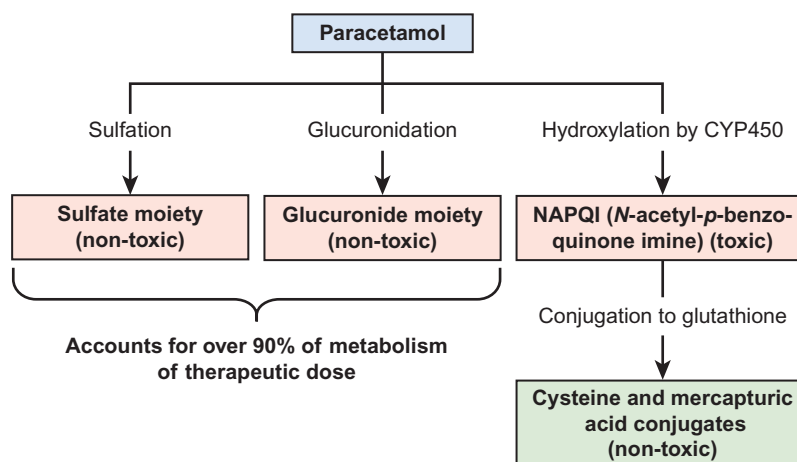 Paracetamol
Sulfation
Glucuronidation
Hydroxylation by CYP450
Sulfate moiety
(non-toxic)
Glucuronide moiety
(non-toxic)
NAPQI (N-acetyl-p-benzo-
quinone imine) (toxic)
Accounts for over 90% of metabolism
of therapeutic dose
Conjugation to glutathione
Cysteine and mercapturic
acid conjugates
(non-toxic)